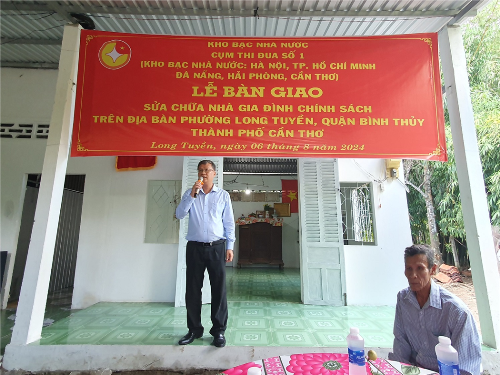 KHO BẠC NHÀ NƯỚC
CỤM THI ĐUA SỐ 1
(KHO BẠC NHÀ NƯỚC: HÀ NỘI, TP. HỒ CHÍ MINH
ĐÀ NẴNG, HẢI PHÒNG, CẦN THƠ)
LỄ BÀN GIAO
SỬA CHỮA NHÀ GIA ĐÌNH CHÍNH SÁCH
TRÊN ĐỊA BÀN PHƯỜNG LONG TUYỀN, QUẬN BÌNH THỦY
THÀNH PHỐ CẦN THƠ
Long Tuyền, ngày 06 tháng 8 năm 2024